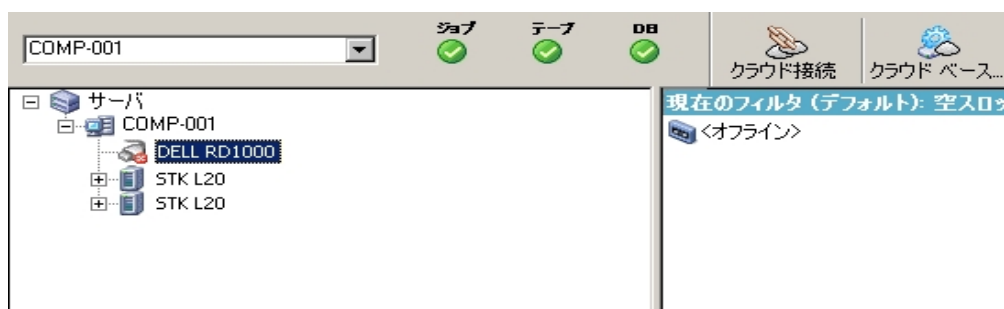 COMP-001
ジョブ テープ DB
クラウド接続 クラウド ベース...
サーバ
COMP-001
DELL RD1000
STK L20
STK L20
現在のフィルタ (デフォルト): 空スロッ
<オフライン>